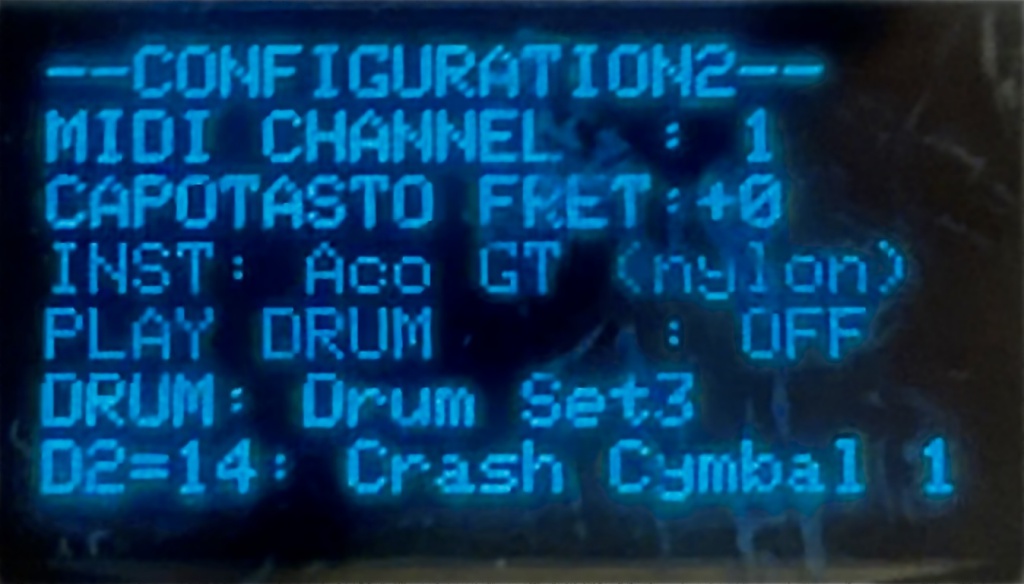 --CONFIGURATION2--
MIDI CHANNEL : 1
CAPOTASTO FRET:+0
INST: Aco GT (nylon)
PLAY DRUM : OFF
DRUM: Drum Set3
D2=14: Crash Cymbal 1